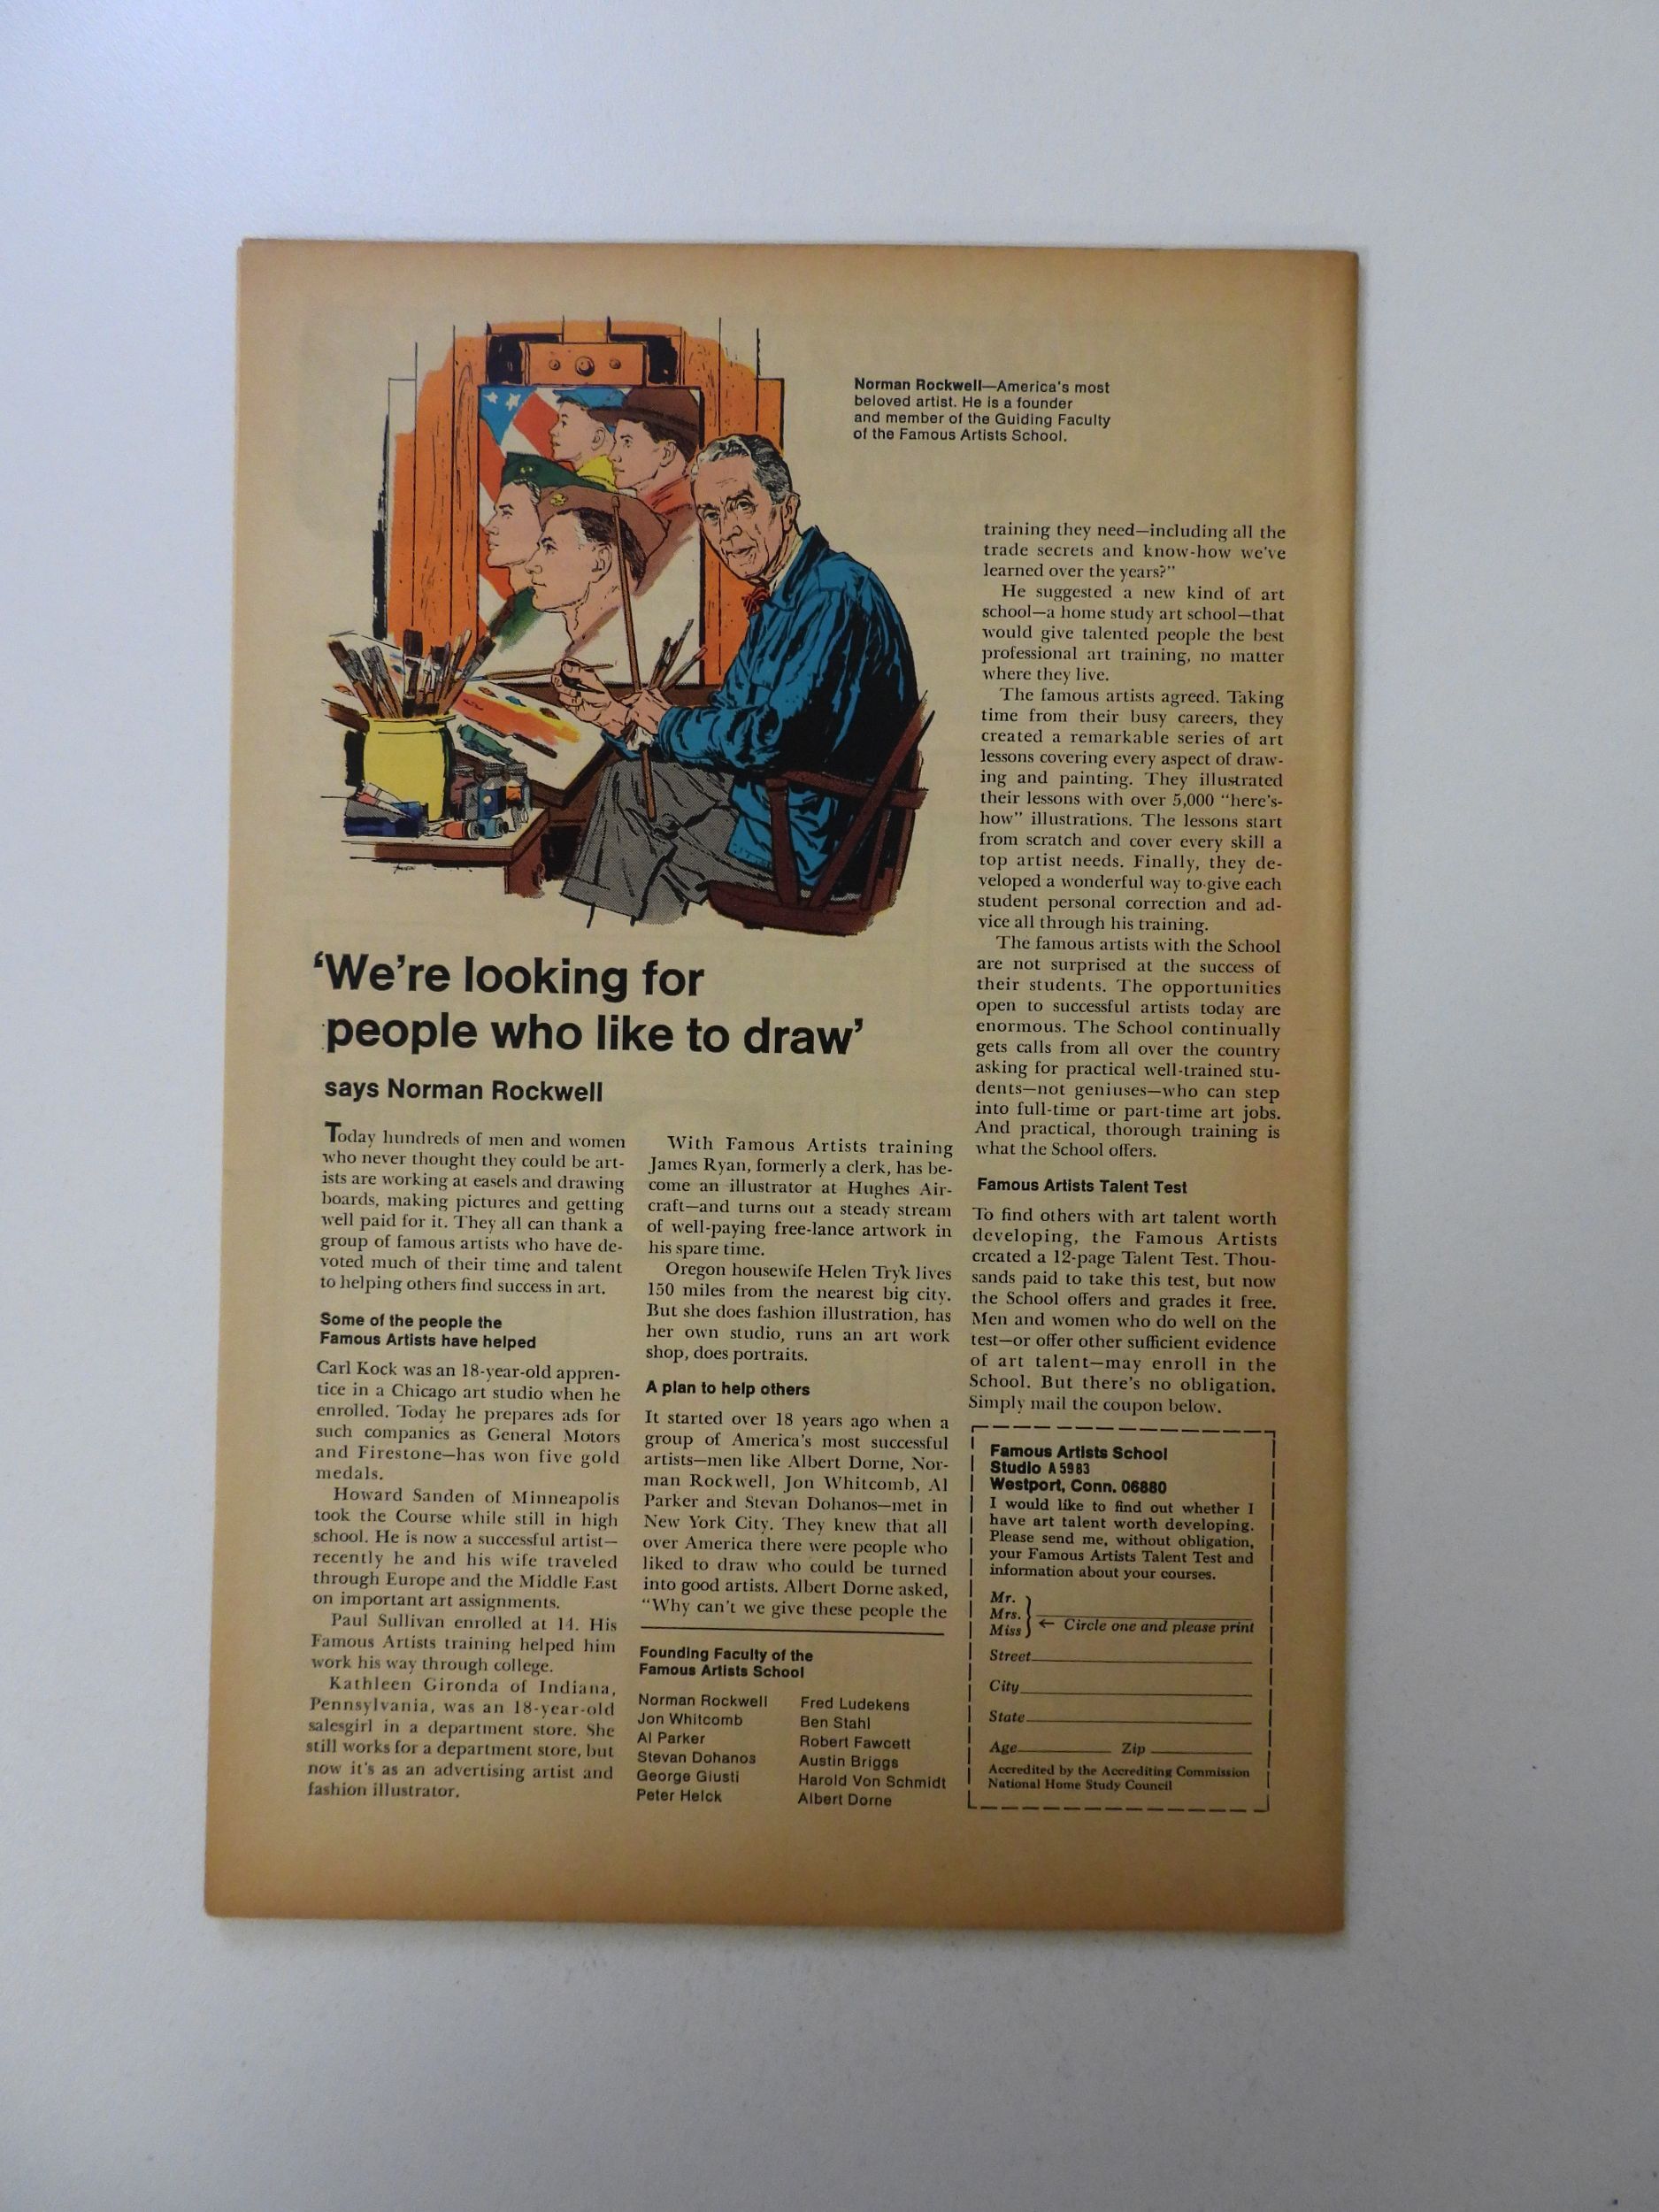 Norman Rockwell—America's most
beloved artist. He is a founder
and member of the Guiding Faculty
of the Famous Artists School.
'We're looking for
people who like to draw'
says Norman Rockwell
Today hundreds of men and women
who never thought they could be art-
ists are working at easels and drawing
boards, making pictures and getting
well paid for it. They all can thank a
group of famous artists who have de-
voted much of their time and talent
to helping others find success in art.
Some of the people the
Famous Artists have helped
Carl Kock was an 18-year-old appren-
tice in a Chicago art studio when he
enrolled. Today he prepares ads for
such companies as General Motors
and Firestone—has won five gold
medals.
Howard Sanden of Minneapolis
took the Course while still in high
school. He is now a successful artist—
recently he and his wife traveled
through Europe and the Middle East
on important art assignments.
Paul Sullivan enrolled at 14. His
Famous Artists training helped him
work his way through college.
Kathleen Gironda of Indiana,
Pennsylvania, was an 18-year-old
salesgirl in a department store. She
still works for a department store, but
now it's as an advertising artist and
fashion illustrator.
With Famous Artists training
James Ryan, formerly a clerk, has be-
come an illustrator at Hughes Air-
craft—and turns out a steady stream
of well-paying free-lance artwork in
his spare time.
Oregon housewife Helen Tryk lives
150 miles from the nearest big city.
But she does fashion illustration, has
her own studio, runs an art work
shop, does portraits.
A plan to help others
It started over 18 years ago when a
group of America's most successful
artists—men like Albert Dorne, Nor-
man Rockwell, Jon Whitcomb, Al
Parker and Stevan Dohanos—met in
New York City. They knew that all
over America there were people who
liked to draw who could be turned
into good artists. Albert Dorne asked,
"Why can't we give these people the
training they need—including all the
trade secrets and know-how we've
learned over the years?"
He suggested a new kind of art
school—a home study art school—that
would give talented people the best
professional art training, no matter
where they live.
The famous artists agreed. Taking
time from their busy careers, they
created a remarkable series of art
lessons covering every aspect of draw-
ing and painting. They illustrated
their lessons with over 5,000 "here's-
how" illustrations. The lessons start
from scratch and cover every skill a
top artist needs. Finally, they de-
veloped a wonderful way to give each
student personal correction and ad-
vice all through his training.
The famous artists with the School
are not surprised at the success of
their students. The opportunities
open to successful artists today are
enormous. The School continually
gets calls from all over the country
asking for practical well-trained stu-
dents—not geniuses—who can step
into full-time or part-time art jobs.
And practical, thorough training is
what the School offers.
Famous Artists Talent Test
To find others with art talent worth
developing, the Famous Artists
created a 12-page Talent Test. Thou-
sands paid to take this test, but now
the School offers and grades it free.
Men and women who do well on the
test—or offer other sufficient evidence
of art talent—may enroll in the
School. But there's no obligation.
Simply mail the coupon below.
Founding Faculty of the
Famous Artists School
Norman Rockwell
Jon Whitcomb
Al Parker
Stevan Dohanos
George Giusti
Peter Helck
Fred Ludekens
Ben Stahl
Robert Fawcett
Austin Briggs
Harold Von Schmidt
Albert Dorne
Famous Artists School
Studio A5983
Westport, Conn. 06880
I would like to find out whether I
have art talent worth developing.
Please send me, without obligation,
your Famous Artists Talent Test and
information about your courses.
Mr.
Mrs.
Miss
← Circle one and please print
Street
City
State
Age Zip
Accredited by the Accrediting Commission
National Home Study Council